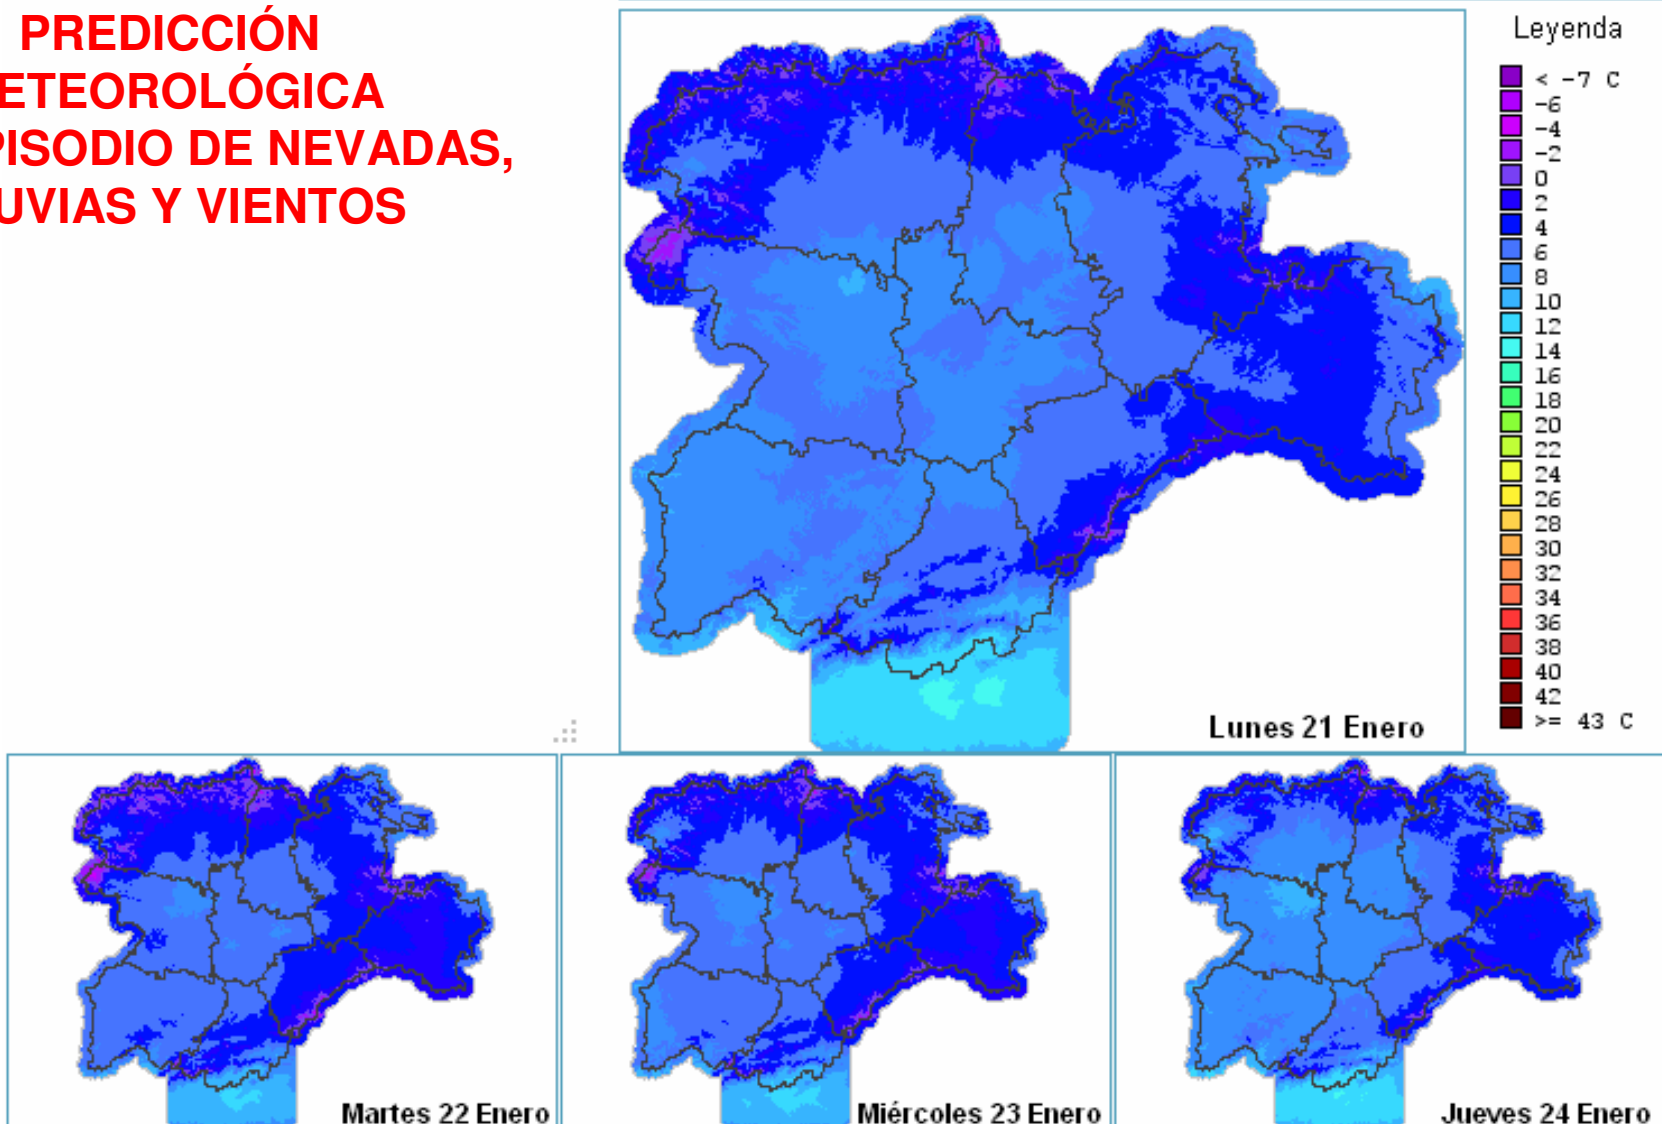 PREDICCIÓN
ETEOROLÓGICA
PISODIO DE NEVADAS,
UVIAS Y VIENTOS
Leyenda
< -7 C
-6
-4
-2
0
2
4
6
8
10
12
14
16
18
20
22
24
26
28
30
32
34
36
38
40
42
>= 43 C
Lunes 21 Enero
Martes 22 Enero
Miércoles 23 Enero
Jueves 24 Enero